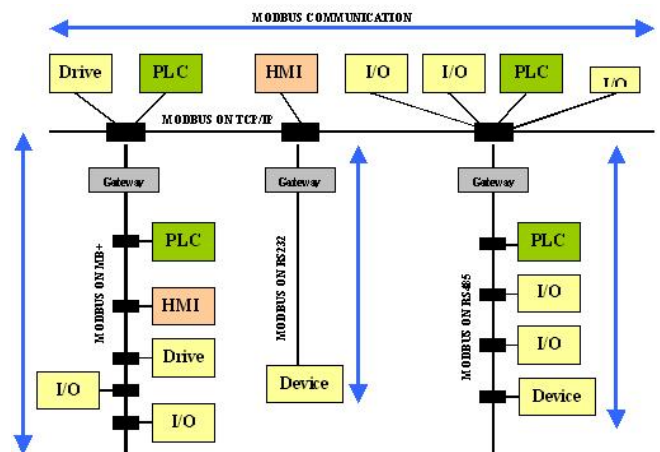 MODBUS COMMUNICATION
Drive
PLC
HMI
I/O
I/O
PLC
I/O
MODBUS ON TCP/IP
Gateway
Gateway
Gateway
MODBUS ON MB+
MODBUS ON RS232
MODBUS ON RS485
PLC
HMI
Drive
I/O
I/O
Device
PLC
I/O
I/O
Device